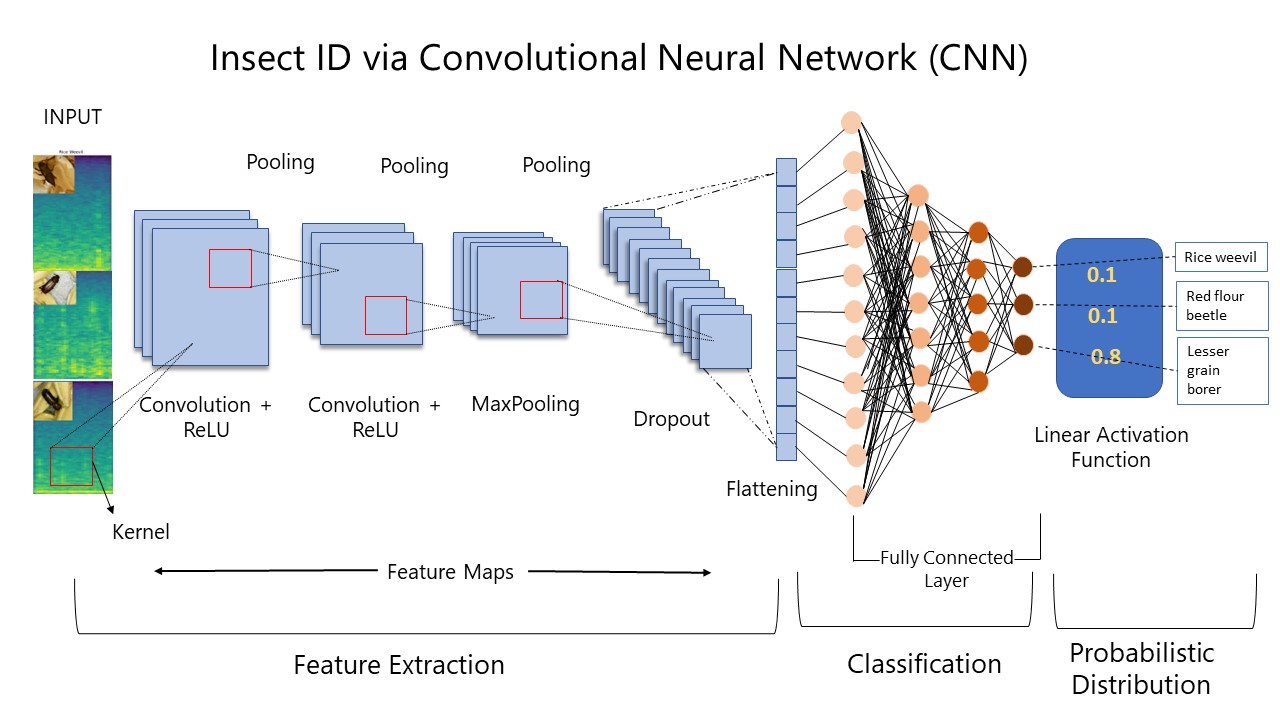 Insect ID via Convolutional Neural Network (CNN)
INPUT
Rice Weevil
Pooling
Pooling
Pooling
Convolution +
ReLU
Convolution +
ReLU
MaxPooling
Dropout
Flattening
Kernel
0.1
0.1
0.8
Rice weevil
Red flour
beetle
Lesser
grain
borer
Linear Activation
Function
Fully Connected
Layer
Feature Maps
Feature Extraction
Classification
Probabilistic
Distribution